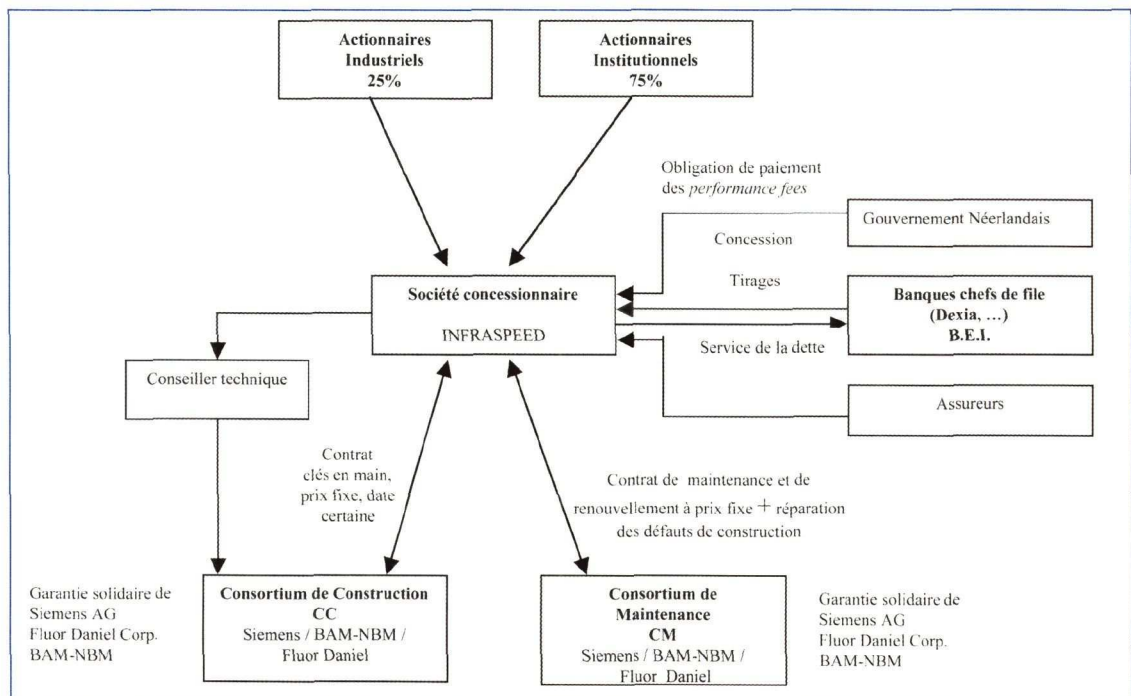 Actionnaires
Industriels
25%
Actionnaires
Institutionnels
75%
Obligation de paiement
des performance fees
Gouvernement Néerlandais
Concession
Tirages
Société concessionnaire
INFRASPEED
Banques chefs de file
(Dexia, ...)
B.E.I.
Service de la dette
Conseiller technique
Assureurs
Contrat
clés en main,
prix fixe, date
certaine
Contrat de maintenance et de
renouvellement à prix fixe + réparation
des défauts de construction
Garantie solidaire de
Siemens AG
Fluor Daniel Corp.
BAM-NBM
Consortium de Construction
CC
Siemens / BAM-NBM /
Fluor Daniel
Consortium de
Maintenance
CM
Siemens / BAM-NBM /
Fluor Daniel
Garantie solidaire de
Siemens AG
Fluor Daniel Corp.
BAM-NBM